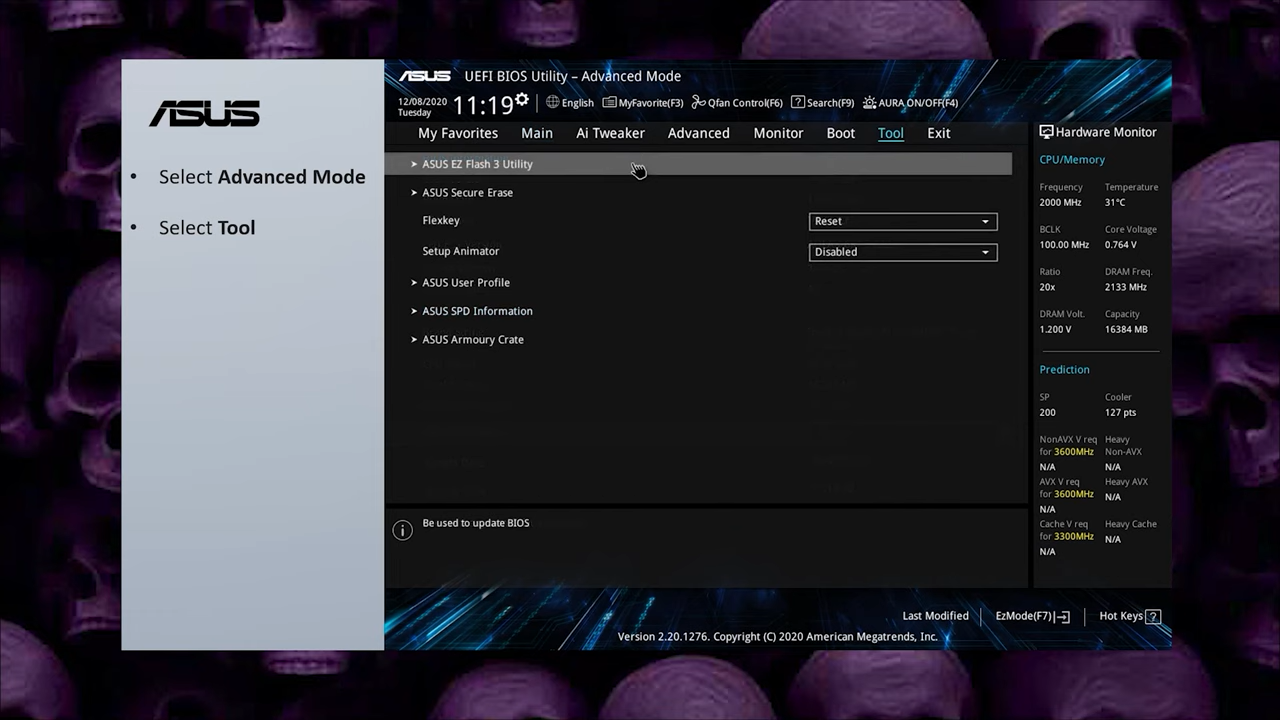 ASUS
• Select Advanced Mode
• Select Tool
ASUS UEFI BIOS Utility – Advanced Mode
12/08/2020
Tuesday
11:19
English
MyFavorite(F3)
Qfan Control(F6)
Search(F9)
AURA ON/OFF(F4)
My Favorites Main Ai Tweaker Advanced Monitor Boot Tool Exit
ASUS EZ Flash 3 Utility
ASUS Secure Erase
Flexkey Reset
Setup Animator Disabled
ASUS User Profile
ASUS SPD Information
ASUS Armoury Crate
Be used to update BIOS
Hardware Monitor
CPU/Memory
Frequency Temperature
2000 MHz 31°C
BCLK Core Voltage
100.00 MHz 0.764 V
Ratio DRAM Freq.
20x 2133 MHz
DRAM Volt. Capacity
1.200 V 16384 MB
Prediction
SP Cooler
200 127 pts
NonAVX V req Heavy
for 3600MHz Non-AVX
N/A N/A
AVX V req Heavy AVX
for 3600MHz N/A
N/A
Cache V req Heavy Cache
for 3300MHz N/A
N/A
Last Modified EzMode(F7) Hot Keys ?
Version 2.20.1276. Copyright (C) 2020 American Megatrends, Inc.